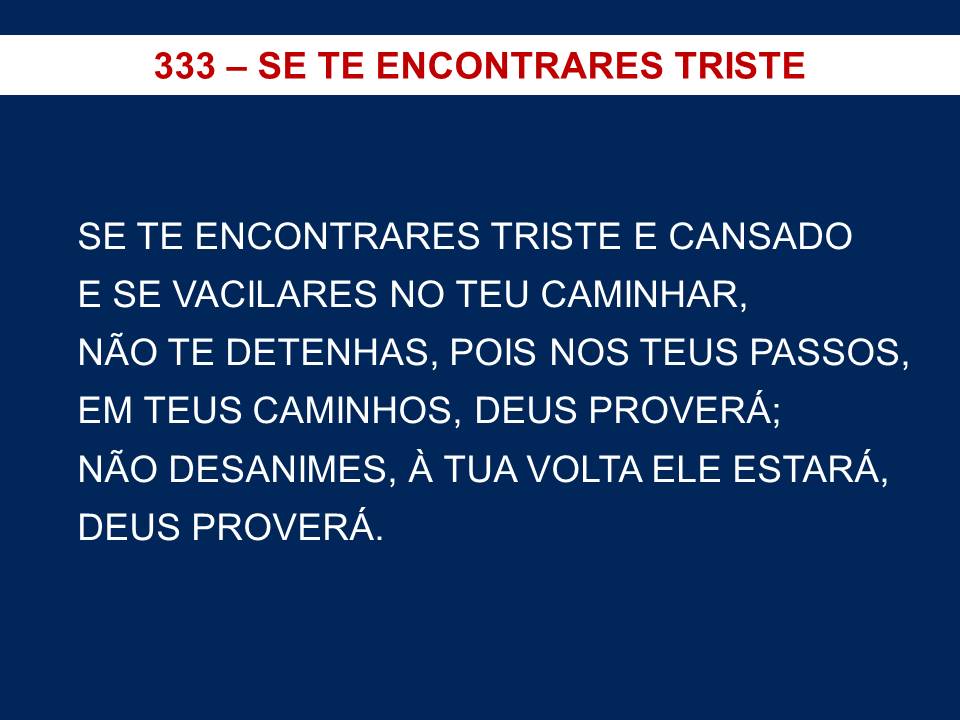 333 – SE TE ENCONTRARES TRISTE
SE TE ENCONTRARES TRISTE E CANSADO
E SE VACILARES NO TEU CAMINHAR,
NÃO TE DETENHAS, POIS NOS TEUS PASSOS,
EM TEUS CAMINHOS, DEUS PROVERÁ;
NÃO DESANIMES, À TUA VOLTA ELE ESTARÁ,
DEUS PROVERÁ.